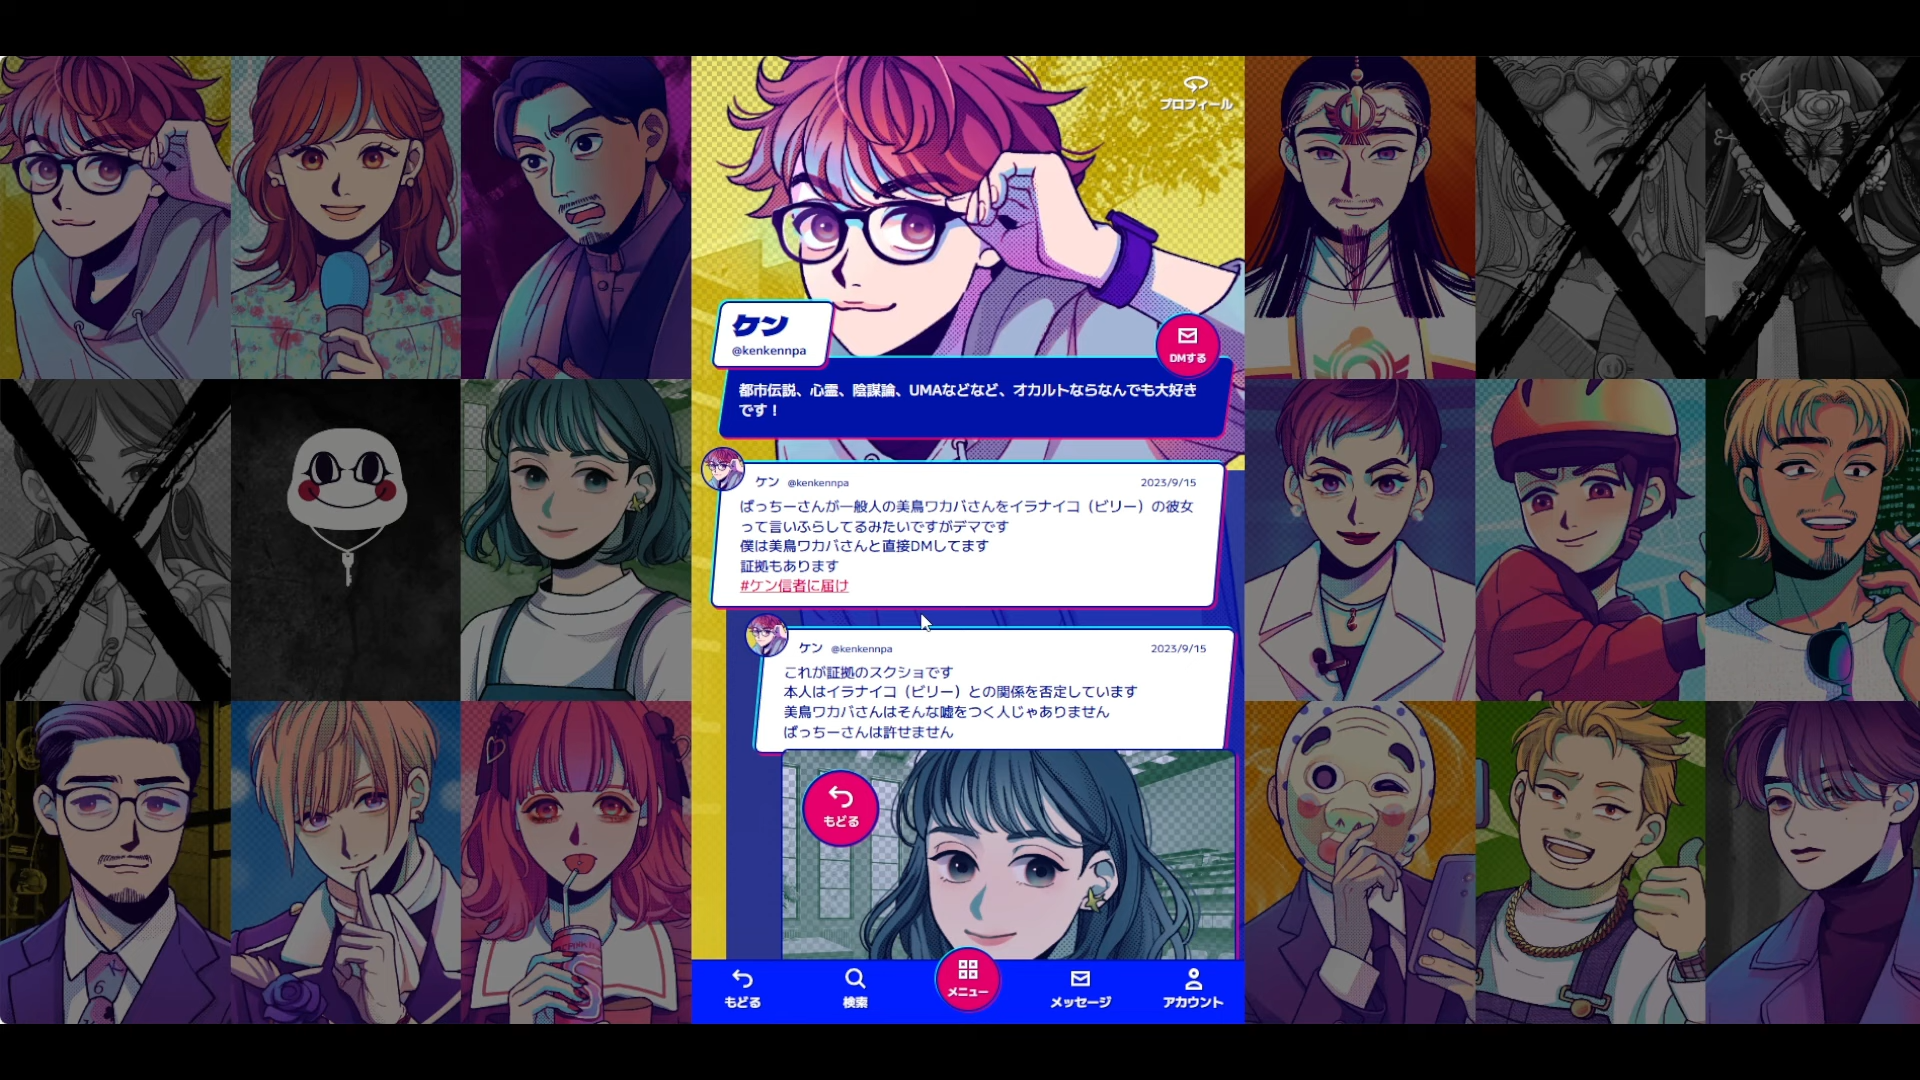 プロフィール
ケン
@kenkennpa
DMする
都市伝説、心霊、陰謀論、UMAなどなど、オカルトならなんでも大好き
です！
ケン @kenkennpa 2023/9/15
ぱっちーさんが一般人の美鳥ワカバさんをイラナイコ（ビリー）の彼女
って言いふらしてるみたいですがデマです
僕は美鳥ワカバさんと直接DMしてます
証拠もあります
#ケン信者に届け
ケン @kenkennpa 2023/9/15
これが証拠のスクショです
本人はイラナイコ（ビリー）との関係を否定しています
美鳥ワカバさんはそんな嘘をつく人じゃありません
ぱっちーさんは許せません
もどる
もどる
検索
メニュー
メッセージ
アカウント